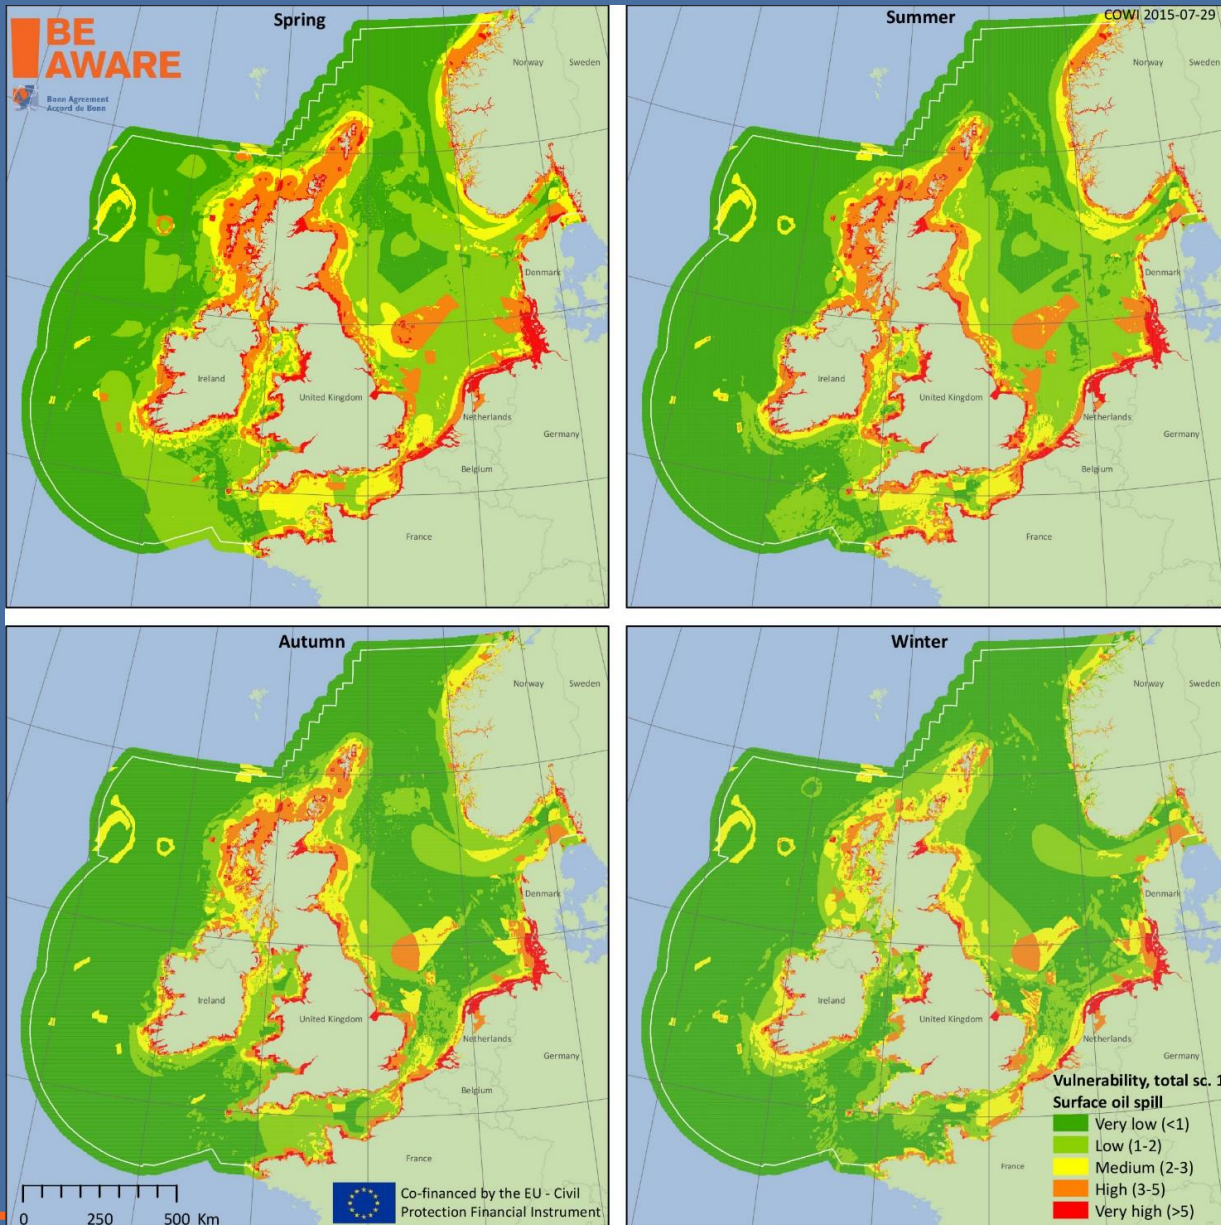 BE
AWARE
Bonn Agreement
Accord de Bonn
Spring
Norway
Sweden
Denmark
Ireland
United Kingdom
Netherlands
Germany
Belgium
France
Summer
COWI 2015-07-29
Norway
Sweden
Denmark
Ireland
United Kingdom
Netherlands
Germany
Belgium
France
Autumn
Norway
Sweden
Denmark
Ireland
United Kingdom
Netherlands
Germany
Belgium
France
0 250 500 Km
Co-financed by the EU - Civil
Protection Financial Instrument
Winter
Norway
Sweden
Denmark
Ireland
United Kingdom
Netherlands
Germany
Belgium
France
Vulnerability, total sc. 1
Surface oil spill
Very low (<1)
Low (1-2)
Medium (2-3)
High (3-5)
Very high (>5)